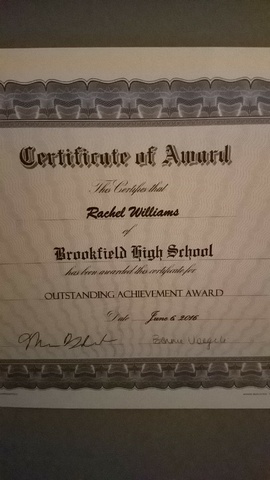 Certificate of Award
This Certifies that
Rachel Williams
of
Brookfield High School
has been awarded this certificate for
OUTSTANDING ACHIEVEMENT AWARD
Date June 6 2016